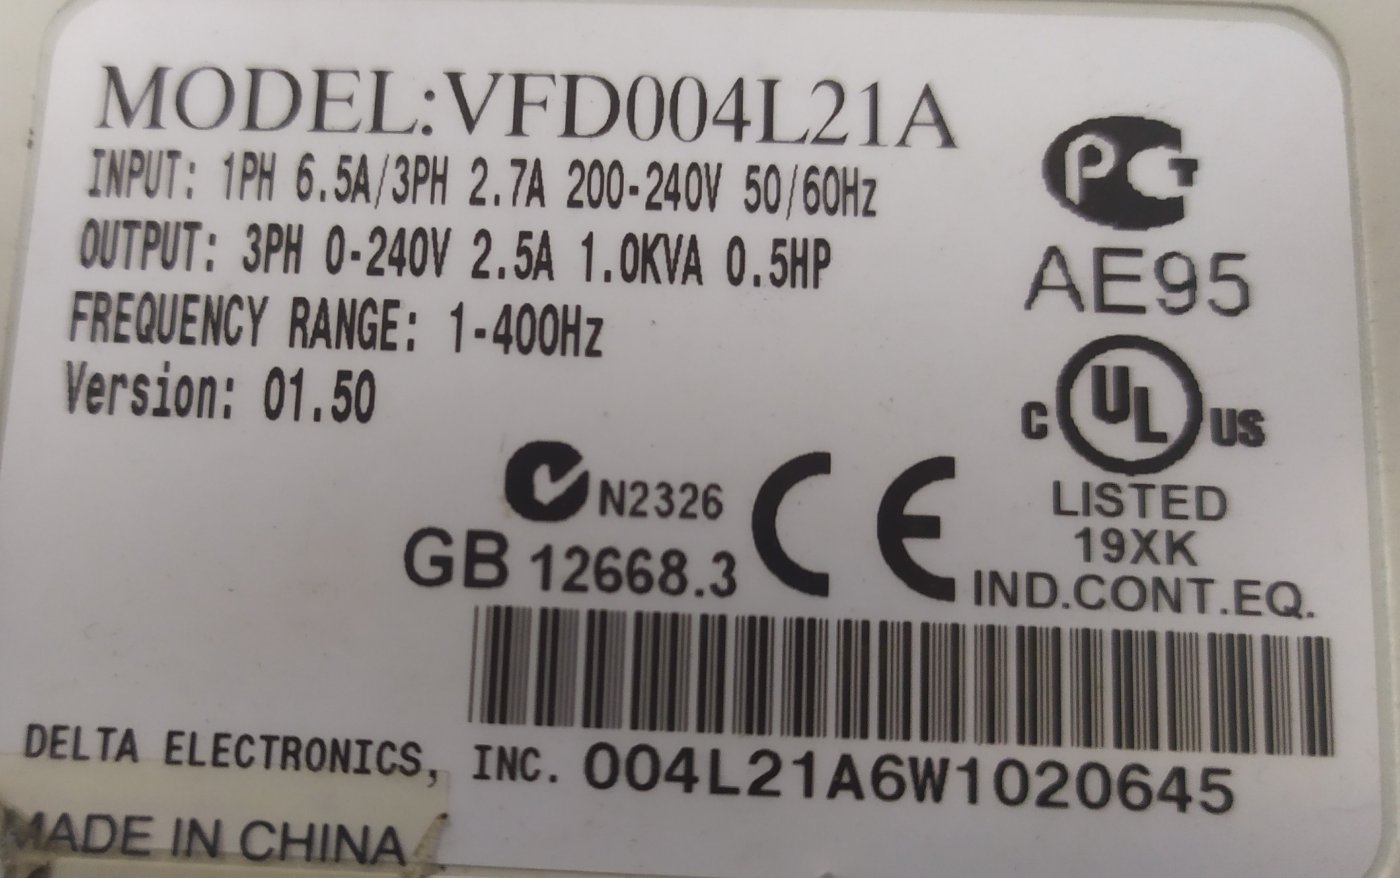 MODEL:VFD004L21A
INPUT: 1PH 6.5A/3PH 2.7A 200-240V 50/60Hz
OUTPUT: 3PH 0-240V 2.5A 1.0KVA 0.5HP
FREQUENCY RANGE: 1-400Hz
Version: 01.50
PCT
AE95
C UL US
LISTED
19XK
IND.CONT.EQ.
N2326
CE
GB 12668.3
DELTA ELECTRONICS, INC. 004L21A6W1020645
MADE IN CHINA